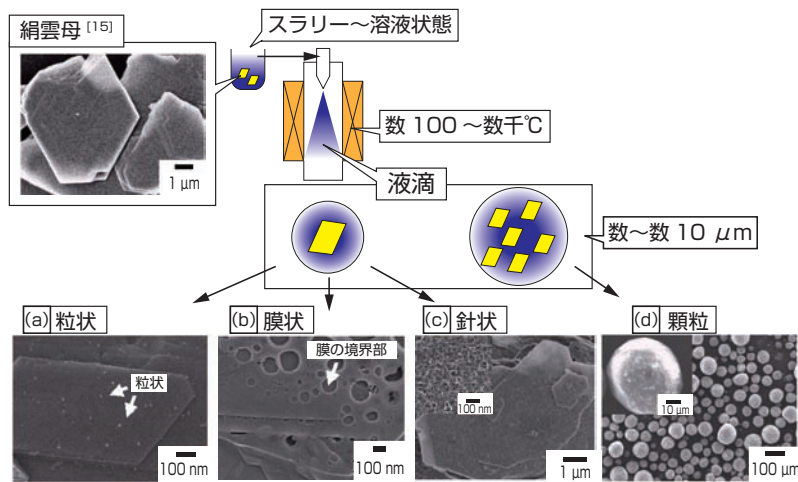 絹雲母 [15]
スラリー～溶液状態
1 μm
数 100 ～数千℃
液滴
数～数 10 μm
(a) 粒状
(b) 膜状
(c) 針状
(d) 顆粒
粒状
100 nm
膜の境界部
100 nm
100 nm
1 μm
10 μm
100 μm